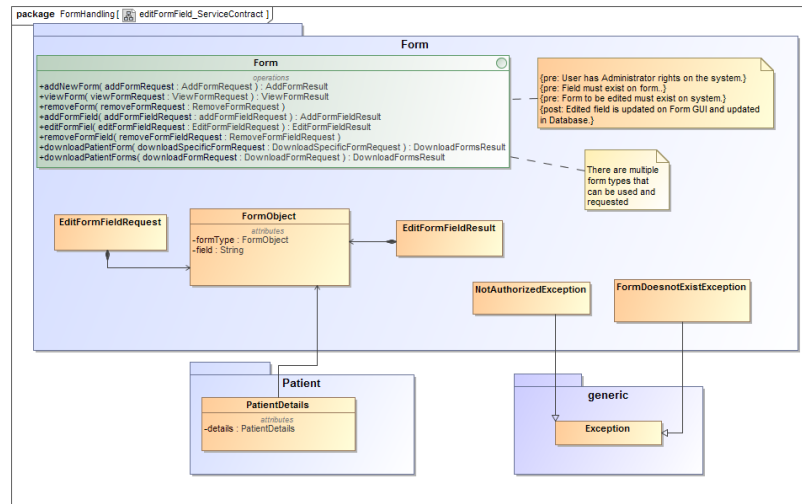 package FormHandling[ editFormField_ServiceContract ]
Form
Form
operations
+addNewForm( addFormRequest : AddFormRequest ) : AddFormResult
+viewForm( viewFormRequest : ViewFormRequest ) : ViewFormResult
+removeForm( removeFormRequest : RemoveFormRequest )
+addFormField( addFormFieldRequest : addFormFieldRequest ) : AddFormFieldResult
+editFormFiel( editFormFieldRequest : EditFormFieldRequest ) : EditFormFieldResult
+removeFormField( removeFormFieldRequest : RemoveFormFieldRequest )
+downloadPatientForm( downloadSpecificFormRequest : DownloadSpecificFormRequest ) : DownloadFormsResult
+downloadPatientForms( downloadFormRequest : DownloadFormRequest ) : DownloadFormsResult
{pre: User has Administrator rights on the system.}
{pre: Field must exist on form..}
{pre: Form to be edited must exist on system.}
{post: Edited field is updated on Form GUI and updated
in Database.}
There are multiple
form types that
can be used and
requested
EditFormFieldRequest
FormObject
attributes
-formType : FormObject
-field : String
EditFormFieldResult
NotAuthorizedException
FormDoesnotExistException
Patient
PatientDetails
attributes
-details : PatientDetails
generic
Exception